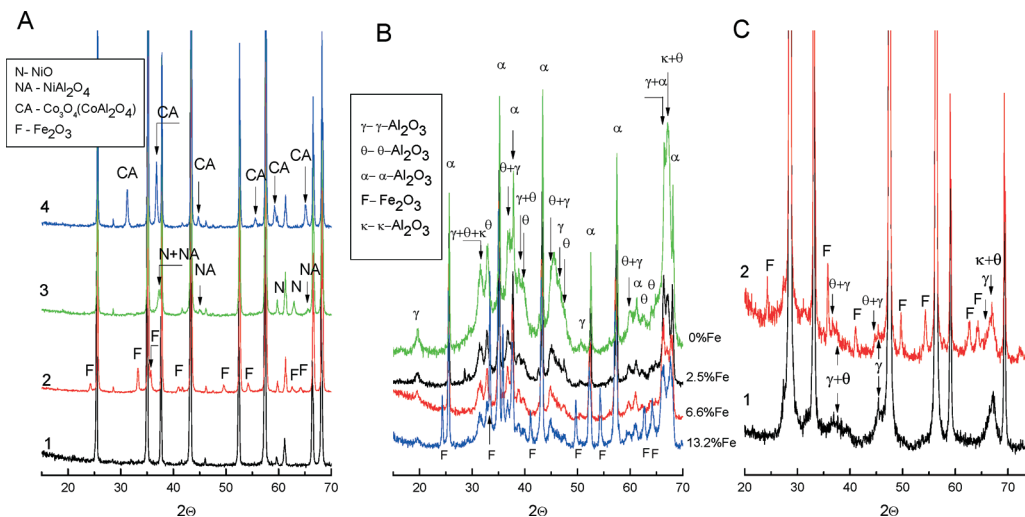 A
N- NiO
NA - NiAl₂O₄
CA - Co₃O₄(CoAl₂O₄)
F - Fe₂O₃
CA
CA
CA
CA
CA
CA
4
N+NA
NA
N
N
NA
3
F
F
F
F
F
F
F
F
2
1
15 20 30 40 50 60 70
2Θ
B
γ– γ–Al₂O₃
θ– θ–Al₂O₃
α– α–Al₂O₃
F– Fe₂O₃
κ– κ–Al₂O₃
κ+θ
γ+α
α
α
α
α
α
α
α
θ+γ
γ+θ
θ
θ+γ
γ
θ
γ+θ+κ
θ
θ+γ
α
θ
θ
γ
γ
0%Fe
2.5%Fe
6.6%Fe
13.2%Fe
F
F
F
F
F
F F
15 20 30 40 50 60 70
2Θ
C
2
F
F
θ+γ
F
θ+γ
F
F
F
F
κ+θ
γ
γ+θ
γ
1
20 30 40 50 60 70
2Θ